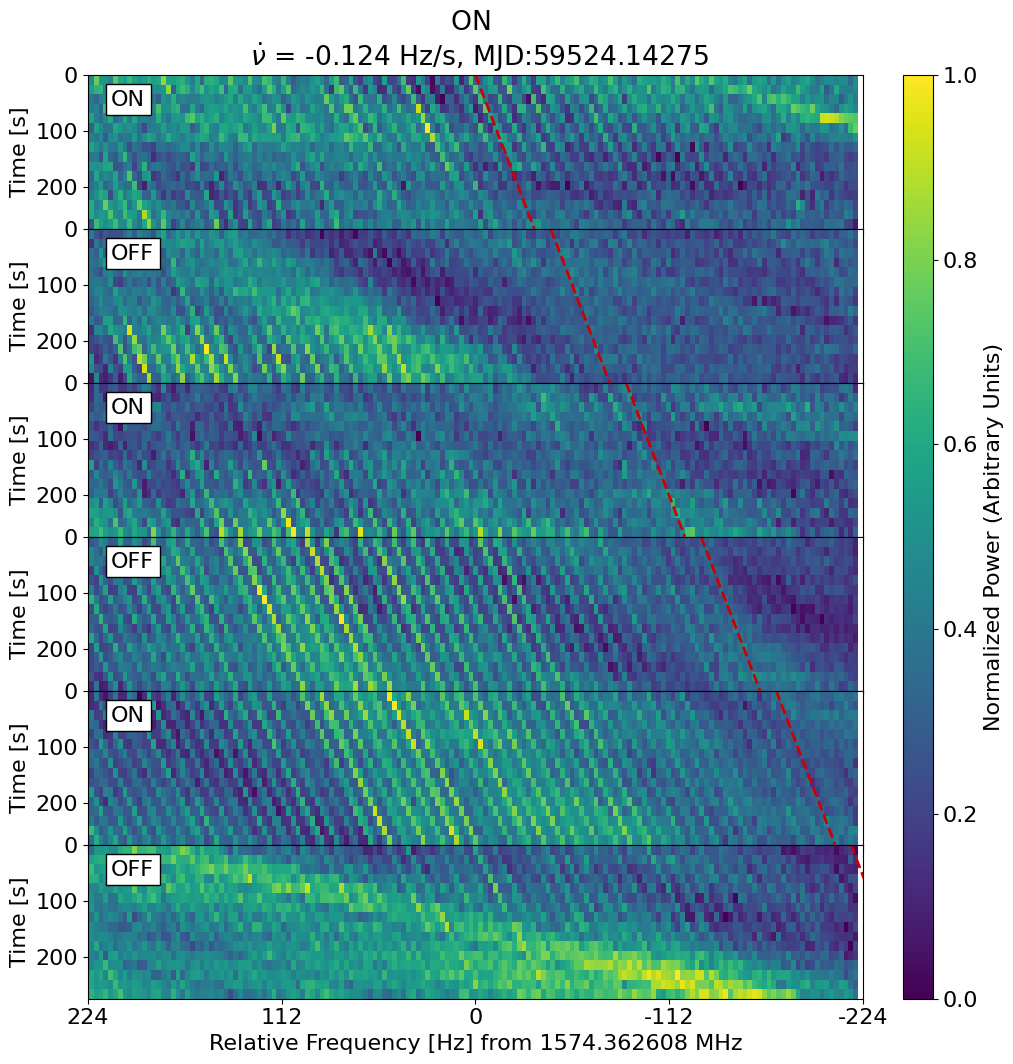 ON
ν̇ = -0.124 Hz/s, MJD:59524.14275
0
100
200
Time [s]
ON
0
100
200
Time [s]
OFF
0
100
200
Time [s]
ON
0
100
200
Time [s]
OFF
0
100
200
Time [s]
ON
0
100
200
Time [s]
OFF
224 112 0 -112 -224
Relative Frequency [Hz] from 1574.362608 MHz
1.0
0.8
0.6
0.4
0.2
0.0
Normalized Power (Arbitrary Units)